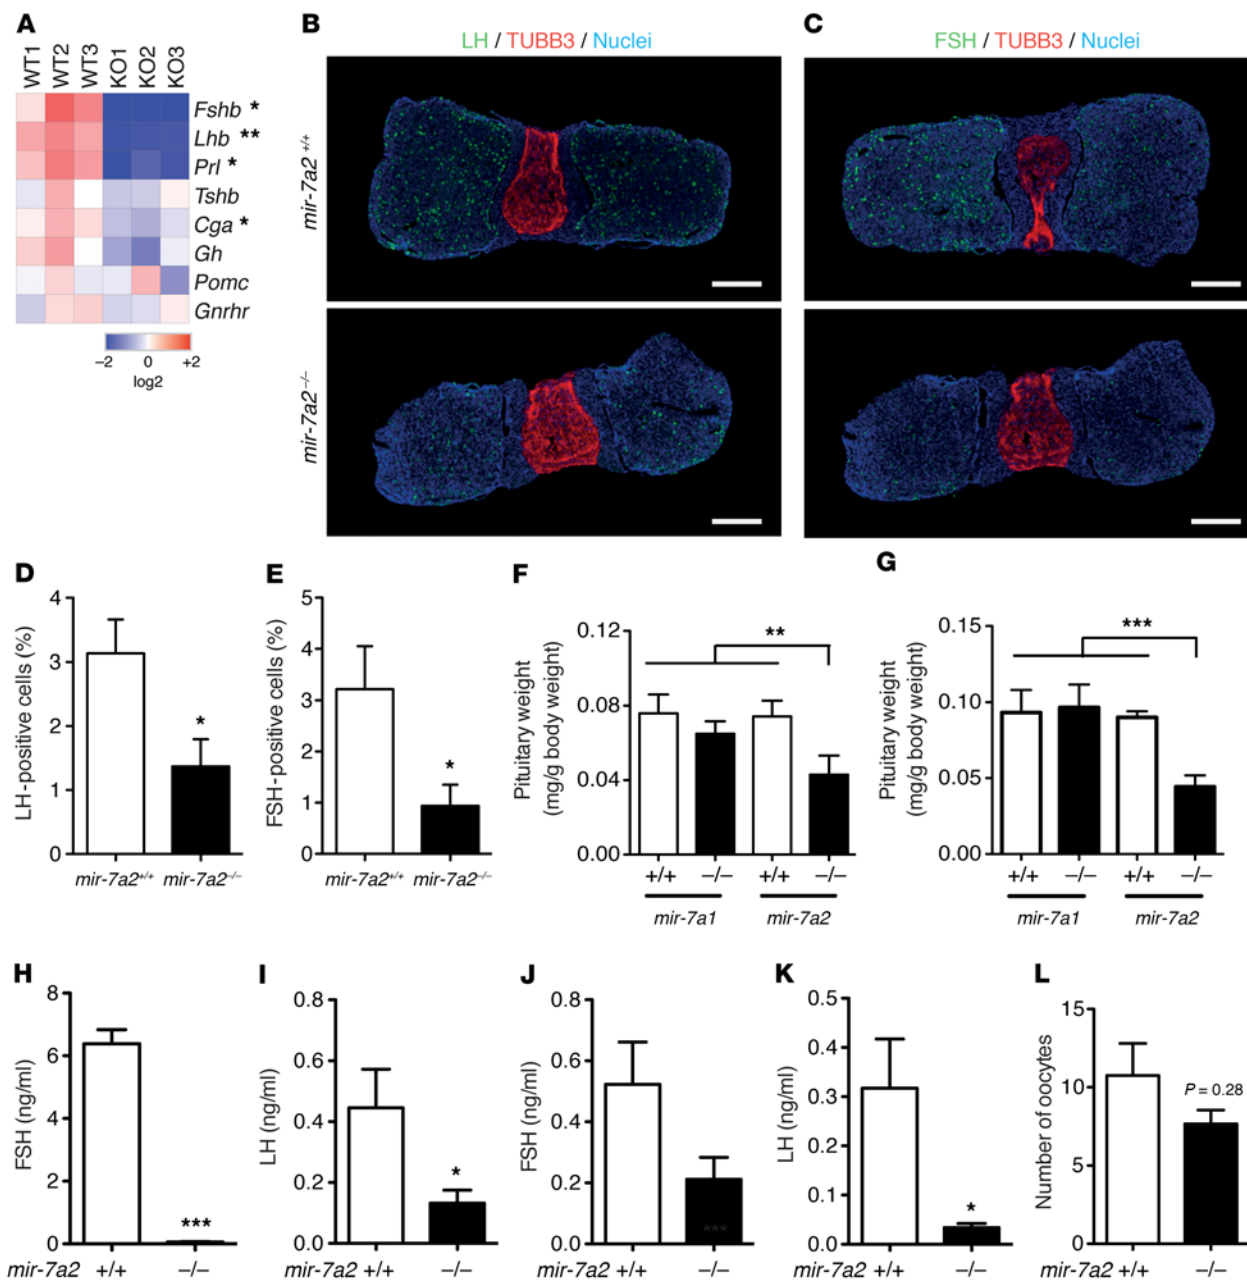 A
WT1 WT2 WT3 KO1 KO2 KO3
Fshb *
Lhb **
Prl *
Tshb
Cga *
Gh
Pomc
Gnrhr
−2 0 +2
log2
B
LH / TUBB3 / Nuclei
mir-7a2 +/+
mir-7a2−/−
C
FSH / TUBB3 / Nuclei
D
LH-positive cells (%)
4
3
2
1
0
*
mir-7a2+/+ mir-7a2−/−
E
FSH-positive cells (%)
5
4
3
2
1
0
*
mir-7a2+/+ mir-7a2−/−
F
Pituitary weight
(mg/g body weight)
0.12
0.08
0.04
0.00
**
+/+ −/− +/+ −/−
mir-7a1 mir-7a2
G
Pituitary weight
(mg/g body weight)
0.15
0.10
0.05
0.00
***
+/+ −/− +/+ −/−
mir-7a1 mir-7a2
H
FSH (ng/ml)
8
6
4
2
0
***
mir-7a2 +/+ −/−
I
LH (ng/ml)
0.8
0.6
0.4
0.2
0.0
*
mir-7a2 +/+ −/−
J
FSH (ng/ml)
0.8
0.6
0.4
0.2
0.0
***
mir-7a2 +/+ −/−
K
LH (ng/ml)
0.5
0.4
0.3
0.2
0.1
0.0
*
mir-7a2 +/+ −/−
L
Number of oocytes
15
10
5
0
P = 0.28
mir-7a2 +/+ −/−